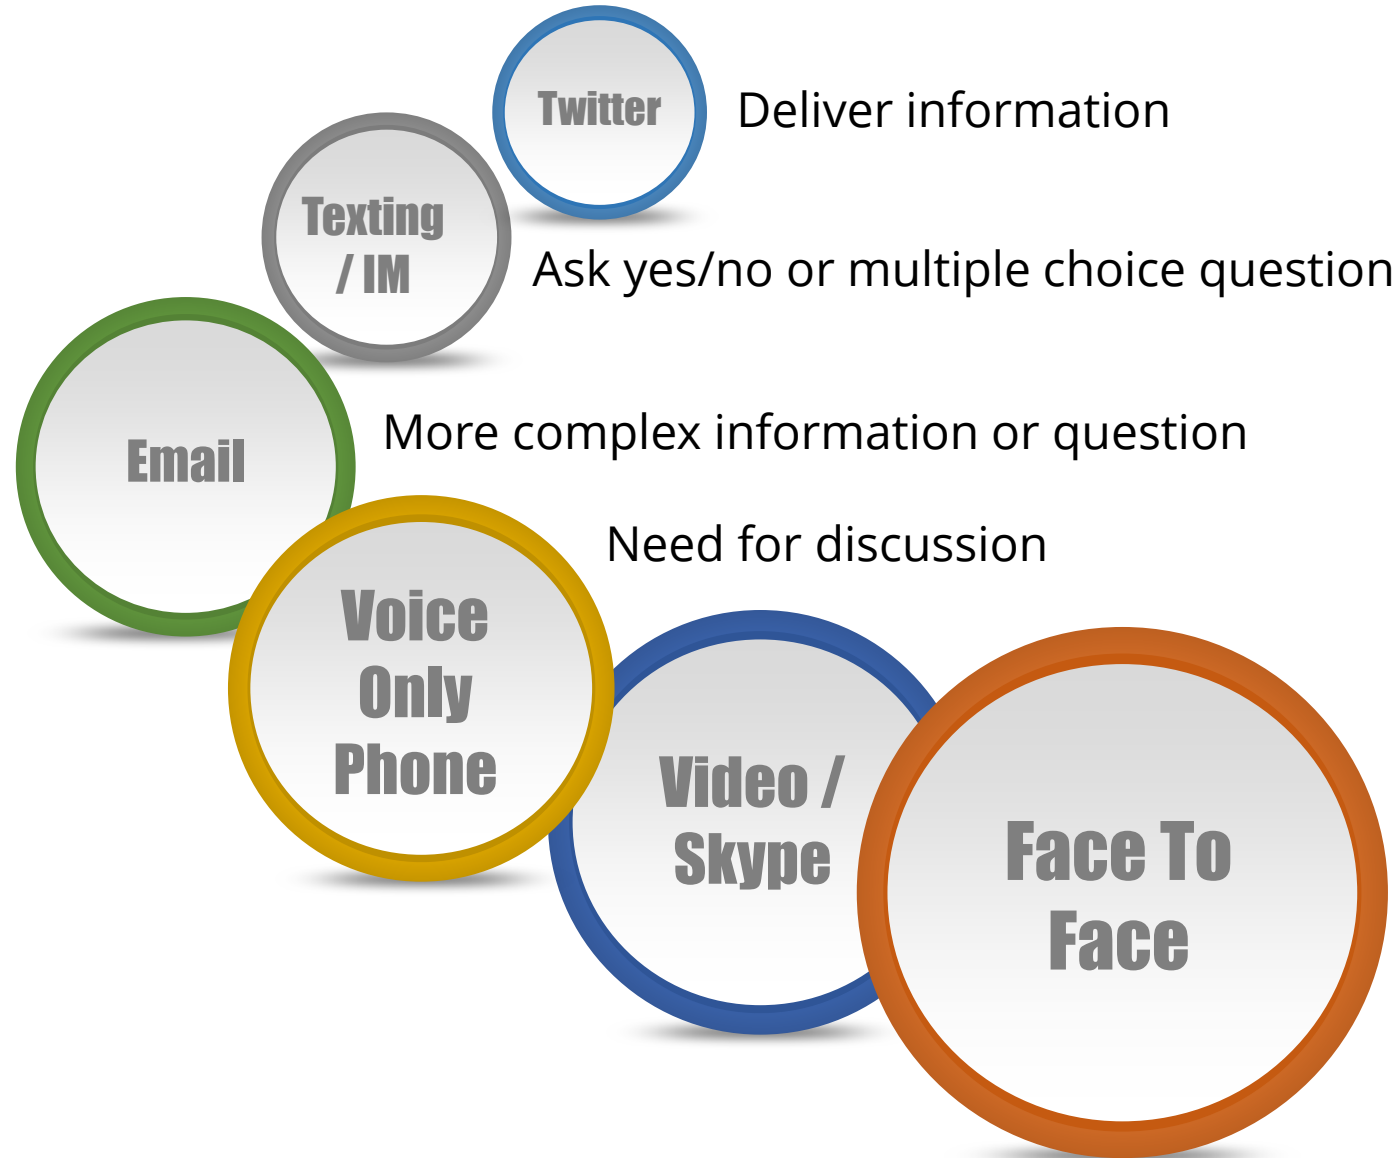 Twitter
Deliver information
Texting
/ IM
Ask yes/no or multiple choice question
Email
More complex information or question
Need for discussion
Voice
Only
Phone
Video /
Skype
Face To
Face